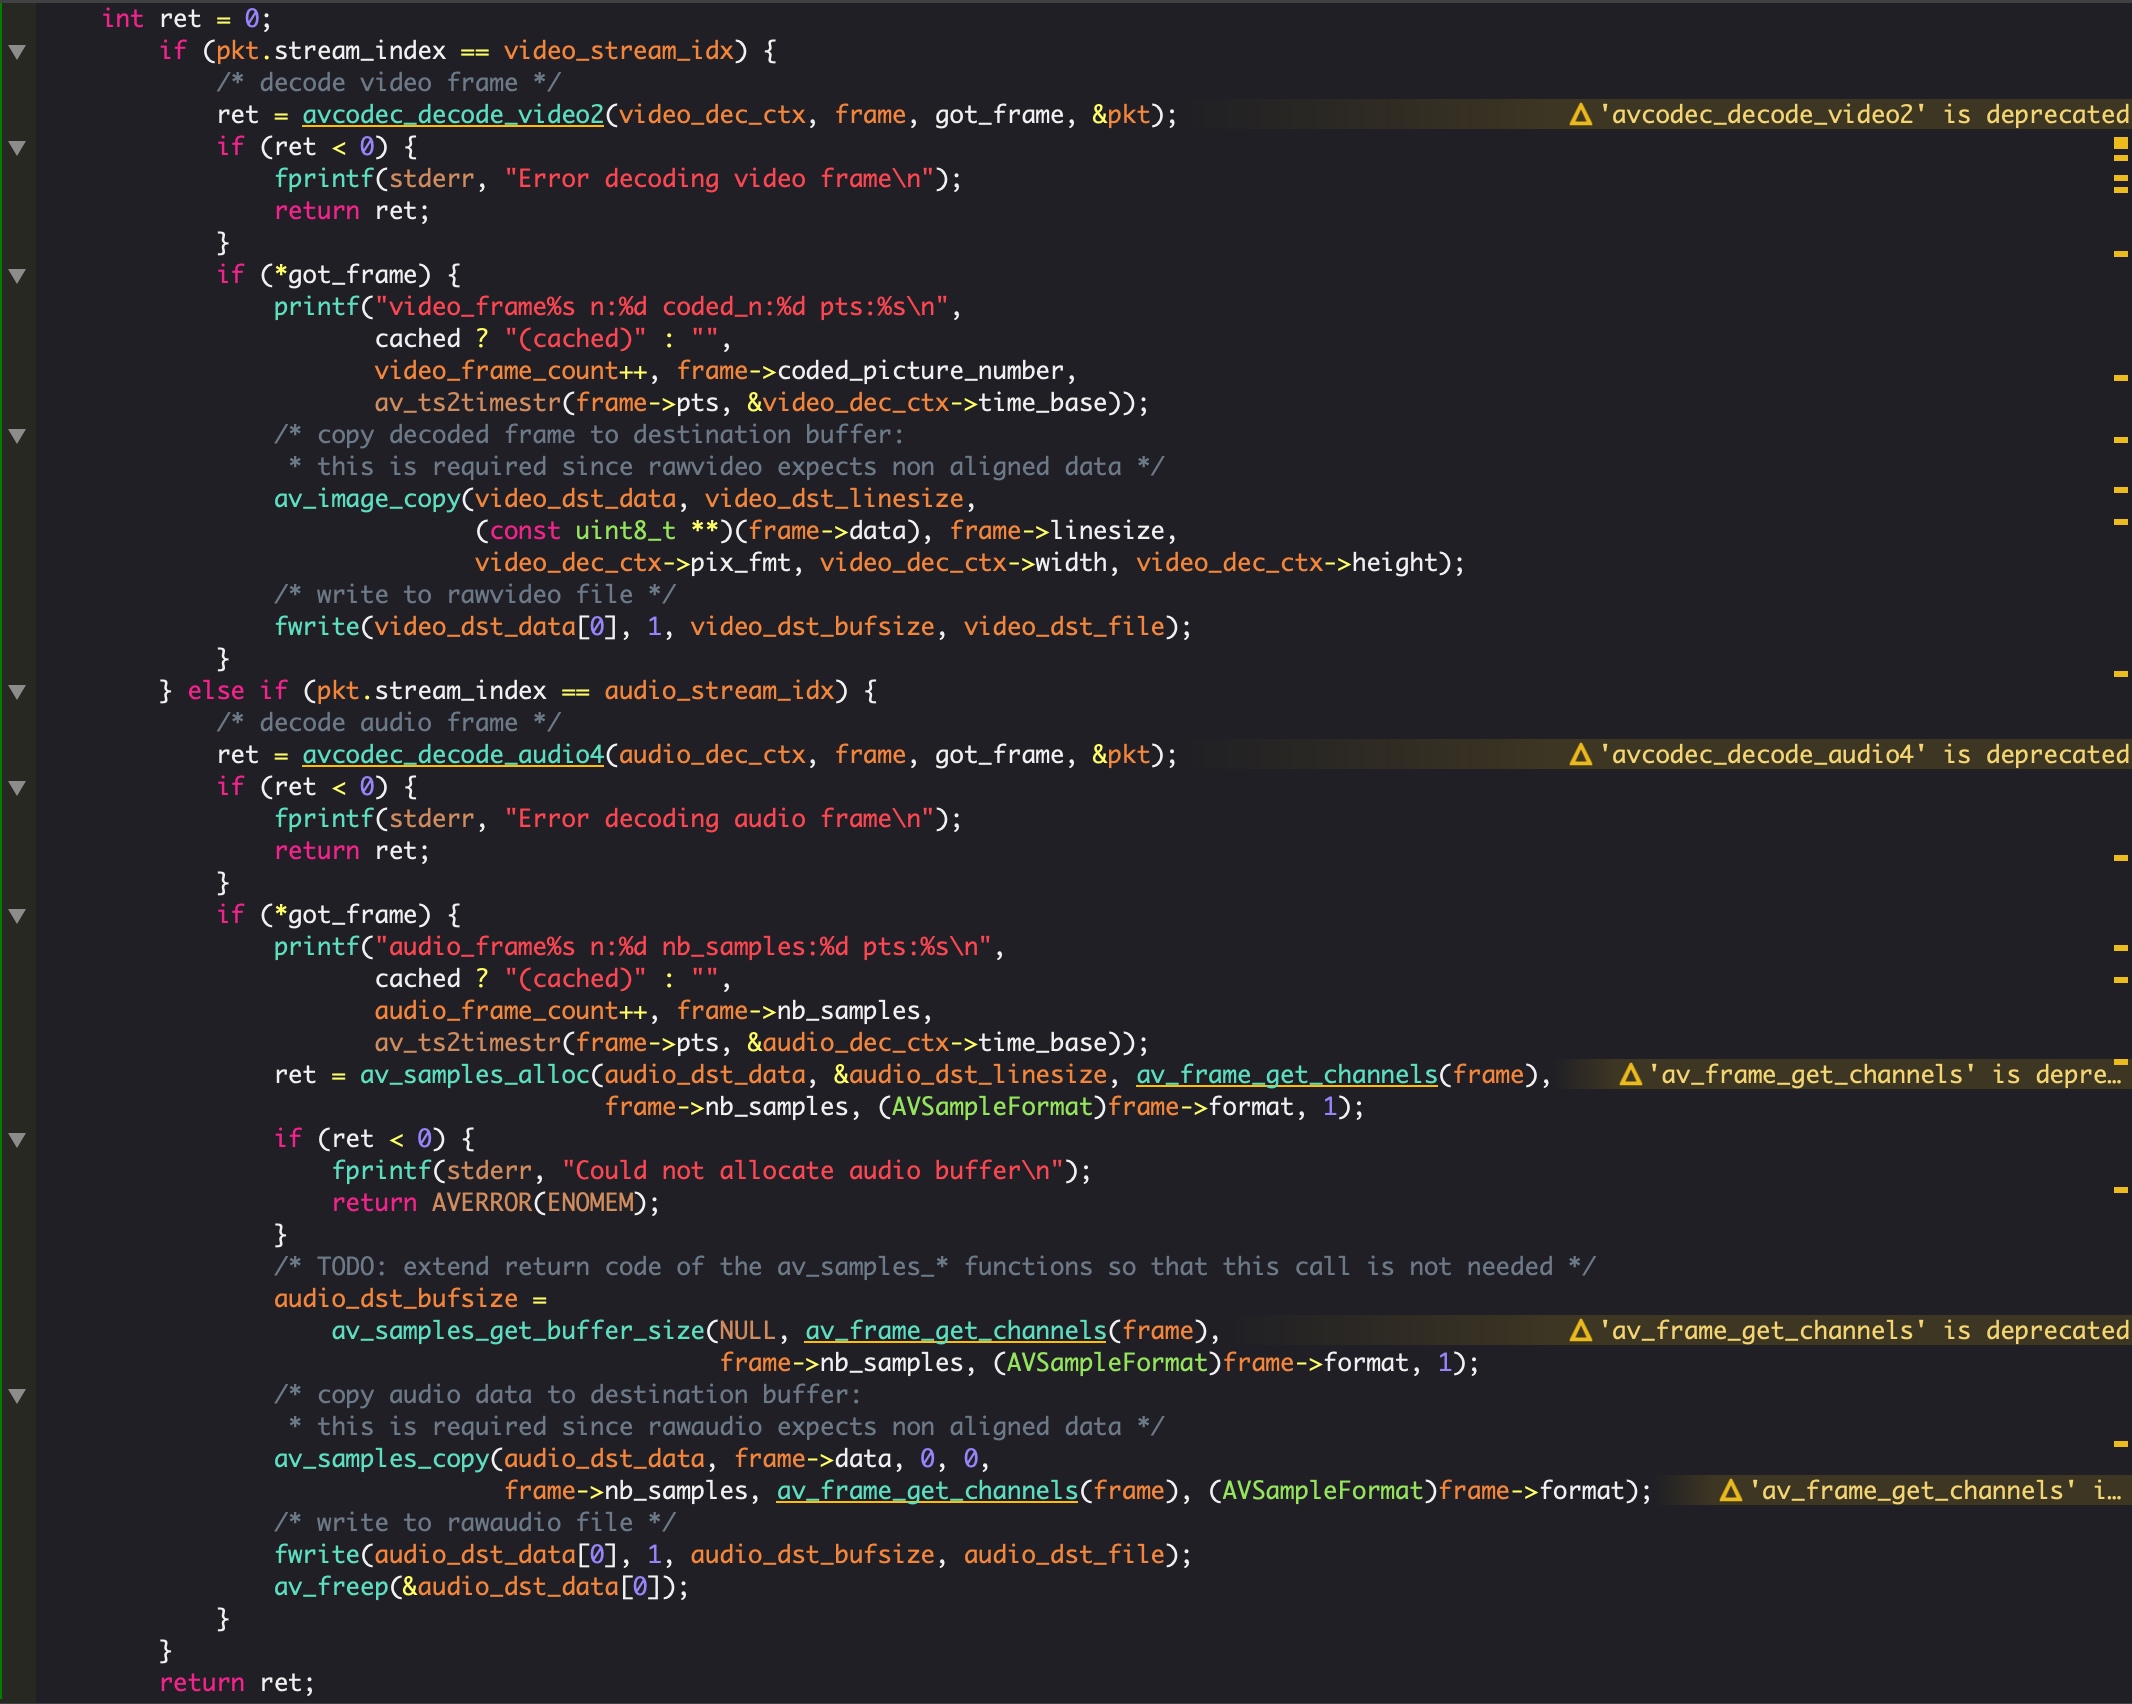 int ret = 0;
if (pkt.stream_index == video_stream_idx) {
/* decode video frame */
ret = avcodec_decode_video2(video_dec_ctx, frame, got_frame, &pkt); 'avcodec_decode_video2' is deprecated
if (ret < 0) {
fprintf(stderr, "Error decoding video frame\n");
return ret;
}
if (*got_frame) {
printf("video_frame%s n:%d coded_n:%d pts:%s\n",
cached ? "(cached)" : "",
video_frame_count++, frame->coded_picture_number,
av_ts2timestr(frame->pts, &video_dec_ctx->time_base));
/* copy decoded frame to destination buffer:
* this is required since rawvideo expects non aligned data */
av_image_copy(video_dst_data, video_dst_linesize,
(const uint8_t **)(frame->data), frame->linesize,
video_dec_ctx->pix_fmt, video_dec_ctx->width, video_dec_ctx->height);
/* write to rawvideo file */
fwrite(video_dst_data[0], 1, video_dst_bufsize, video_dst_file);
}
} else if (pkt.stream_index == audio_stream_idx) {
/* decode audio frame */
ret = avcodec_decode_audio4(audio_dec_ctx, frame, got_frame, &pkt); 'avcodec_decode_audio4' is deprecated
if (ret < 0) {
fprintf(stderr, "Error decoding audio frame\n");
return ret;
}
if (*got_frame) {
printf("audio_frame%s n:%d nb_samples:%d pts:%s\n",
cached ? "(cached)" : "",
audio_frame_count++, frame->nb_samples,
av_ts2timestr(frame->pts, &audio_dec_ctx->time_base));
ret = av_samples_alloc(audio_dst_data, &audio_dst_linesize, av_frame_get_channels(frame), 'av_frame_get_channels' is depre...
frame->nb_samples, (AVSampleFormat)frame->format, 1);
if (ret < 0) {
fprintf(stderr, "Could not allocate audio buffer\n");
return AVERROR(ENOMEM);
}
/* TODO: extend return code of the av_samples_* functions so that this call is not needed */
audio_dst_bufsize =
av_samples_get_buffer_size(NULL, av_frame_get_channels(frame), 'av_frame_get_channels' is deprecated
frame->nb_samples, (AVSampleFormat)frame->format, 1);
/* copy audio data to destination buffer:
* this is required since rawaudio expects non aligned data */
av_samples_copy(audio_dst_data, frame->data, 0, 0,
frame->nb_samples, av_frame_get_channels(frame), (AVSampleFormat)frame->format); 'av_frame_get_channels' i...
/* write to rawaudio file */
fwrite(audio_dst_data[0], 1, audio_dst_bufsize, audio_dst_file);
av_freep(&audio_dst_data[0]);
}
}
return ret;